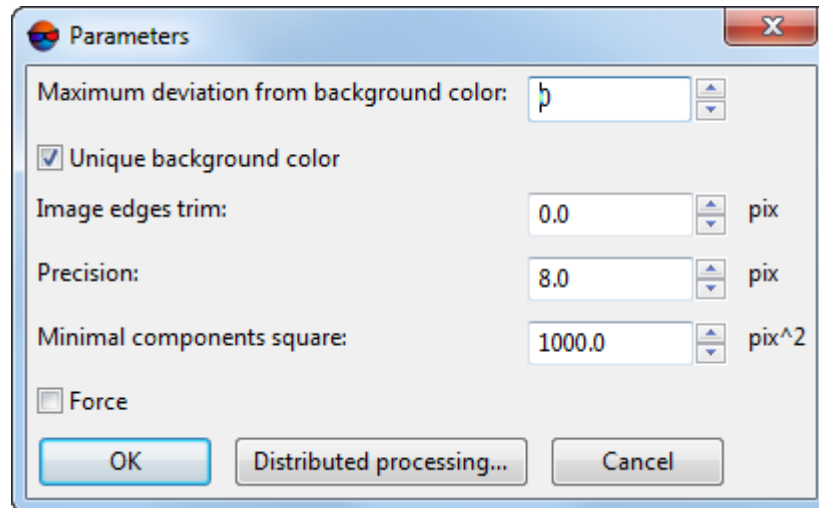 Parameters
Maximum deviation from background color: 0
Unique background color
Image edges trim: 0.0 pix
Precision: 8.0 pix
Minimal components square: 1000.0 pix^2
Force
OK Distributed processing... Cancel